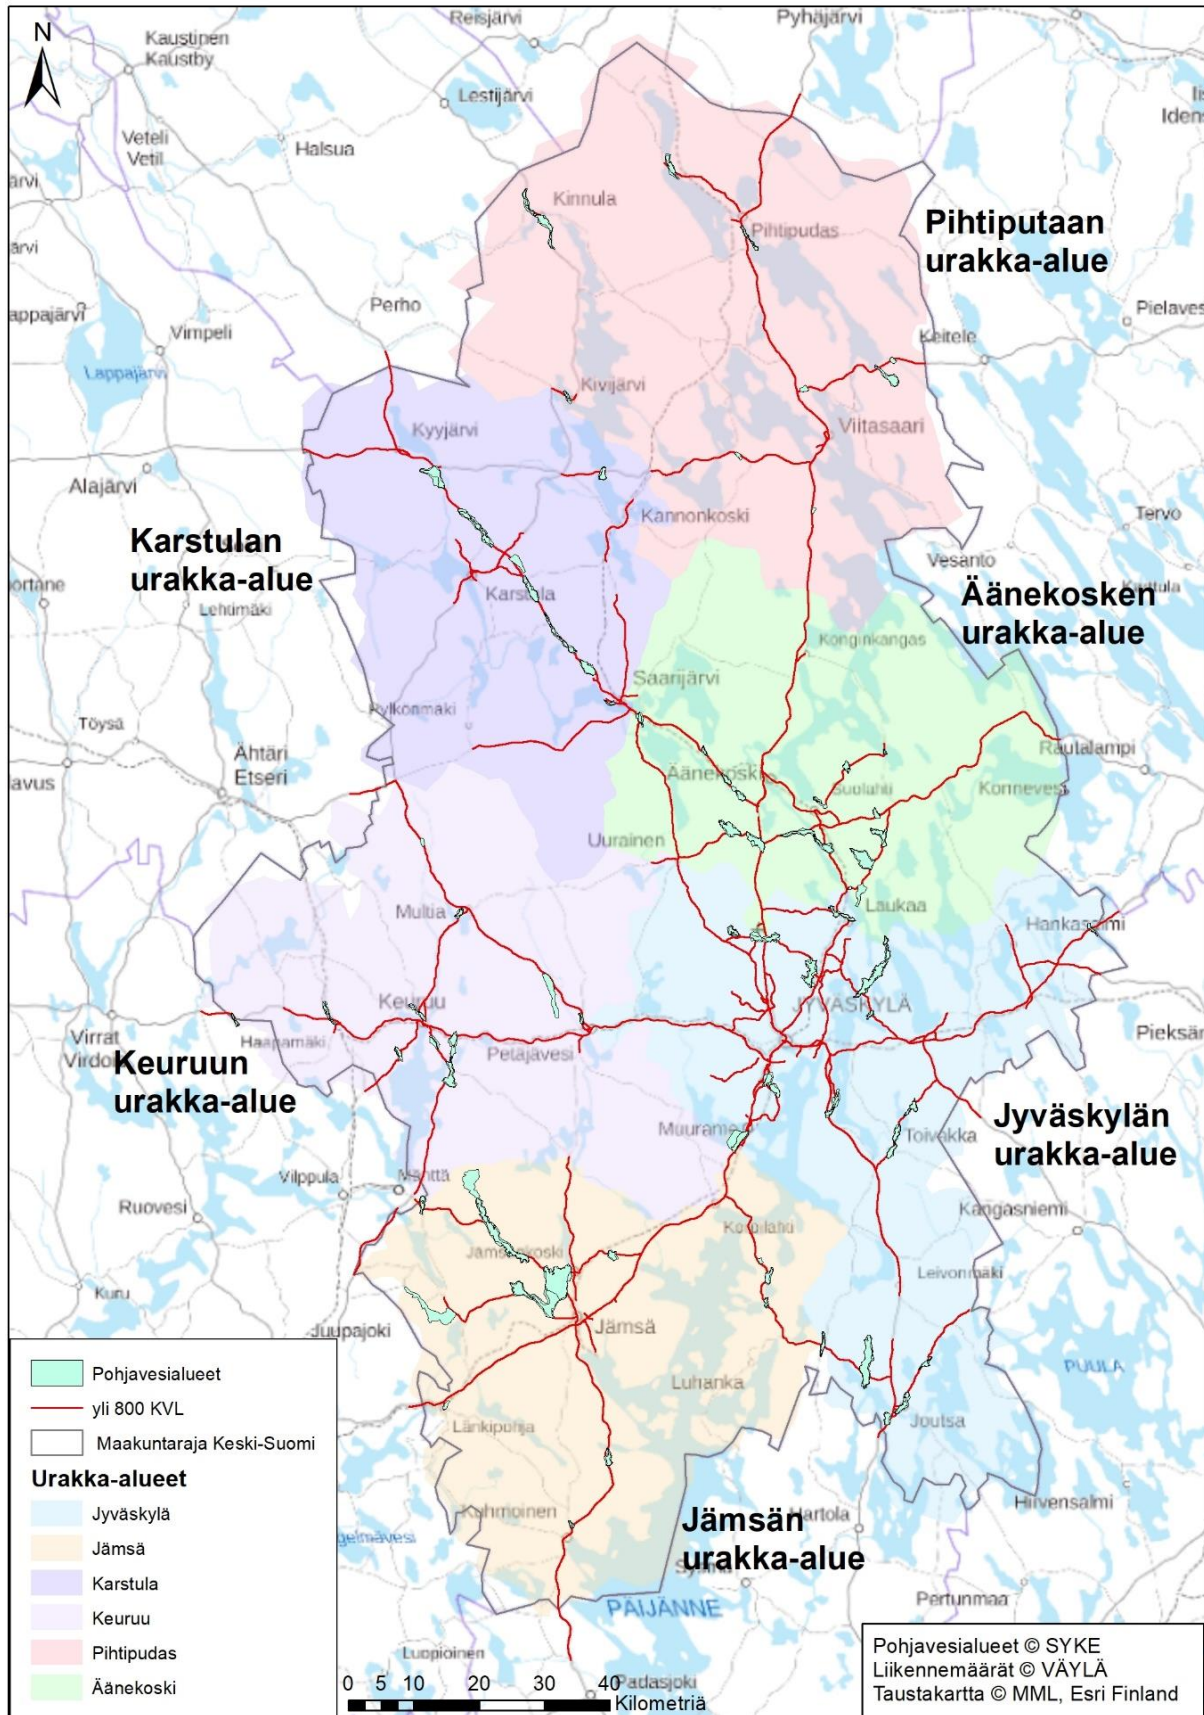 N
Reisjärvi
Pyhäjärvi
Kaustinen
Kaustby
Lestijärvi
Veteli
Vetil
Halsua
Kinnula
Pihtipudas
Pihtiputaan
urakka-alue
Perho
Vimpeli
Lappajärvi
Keitele
Kivijärvi
Kyyjärvi
Viitasaari
Alajärvi
Kannonkoski
Tervo
Vesanto
Karstulan
urakka-alue
Äänekosken
urakka-alue
Karstula
Lehtimäki
Konginkangas
Saarijärvi
Pylkönmäki
Töysä
Ähtäri
Etseri
Rautalampi
Äänekoski
Suolahti
Konnevesi
Uurainen
Multia
Laukaa
Hankasalmi
JYVÄSKYLÄ
Keuruu
Virrat
Virdois
Haapamäki
Petäjävesi
Keuruun
urakka-alue
Muurame
Toivakka
Jyväskylän
urakka-alue
Vilppula
Mänttä
Ruovesi
Kangasniemi
Korpilahti
Jämsänkoski
Leivonmäki
Kuru
Juupajoki
Jämsä
PUULA
Luhanka
Joutsa
Länkipohja
Kuhmoinen
Hartola
Hirvensalmi
Jämsän
urakka-alue
Sysmä
PÄIJÄNNE
Pertunmaa
Padasjoki
Pohjavesialueet
yli 800 KVL
Maakuntaraja Keski-Suomi
Urakka-alueet
Jyväskylä
Jämsä
Karstula
Keuruu
Pihtipudas
Äänekoski
0 5 10 20 30 40
Kilometriä
Pohjavesialueet © SYKE
Liikennemäärät © VÄYLÄ
Taustakartta © MML, Esri Finland